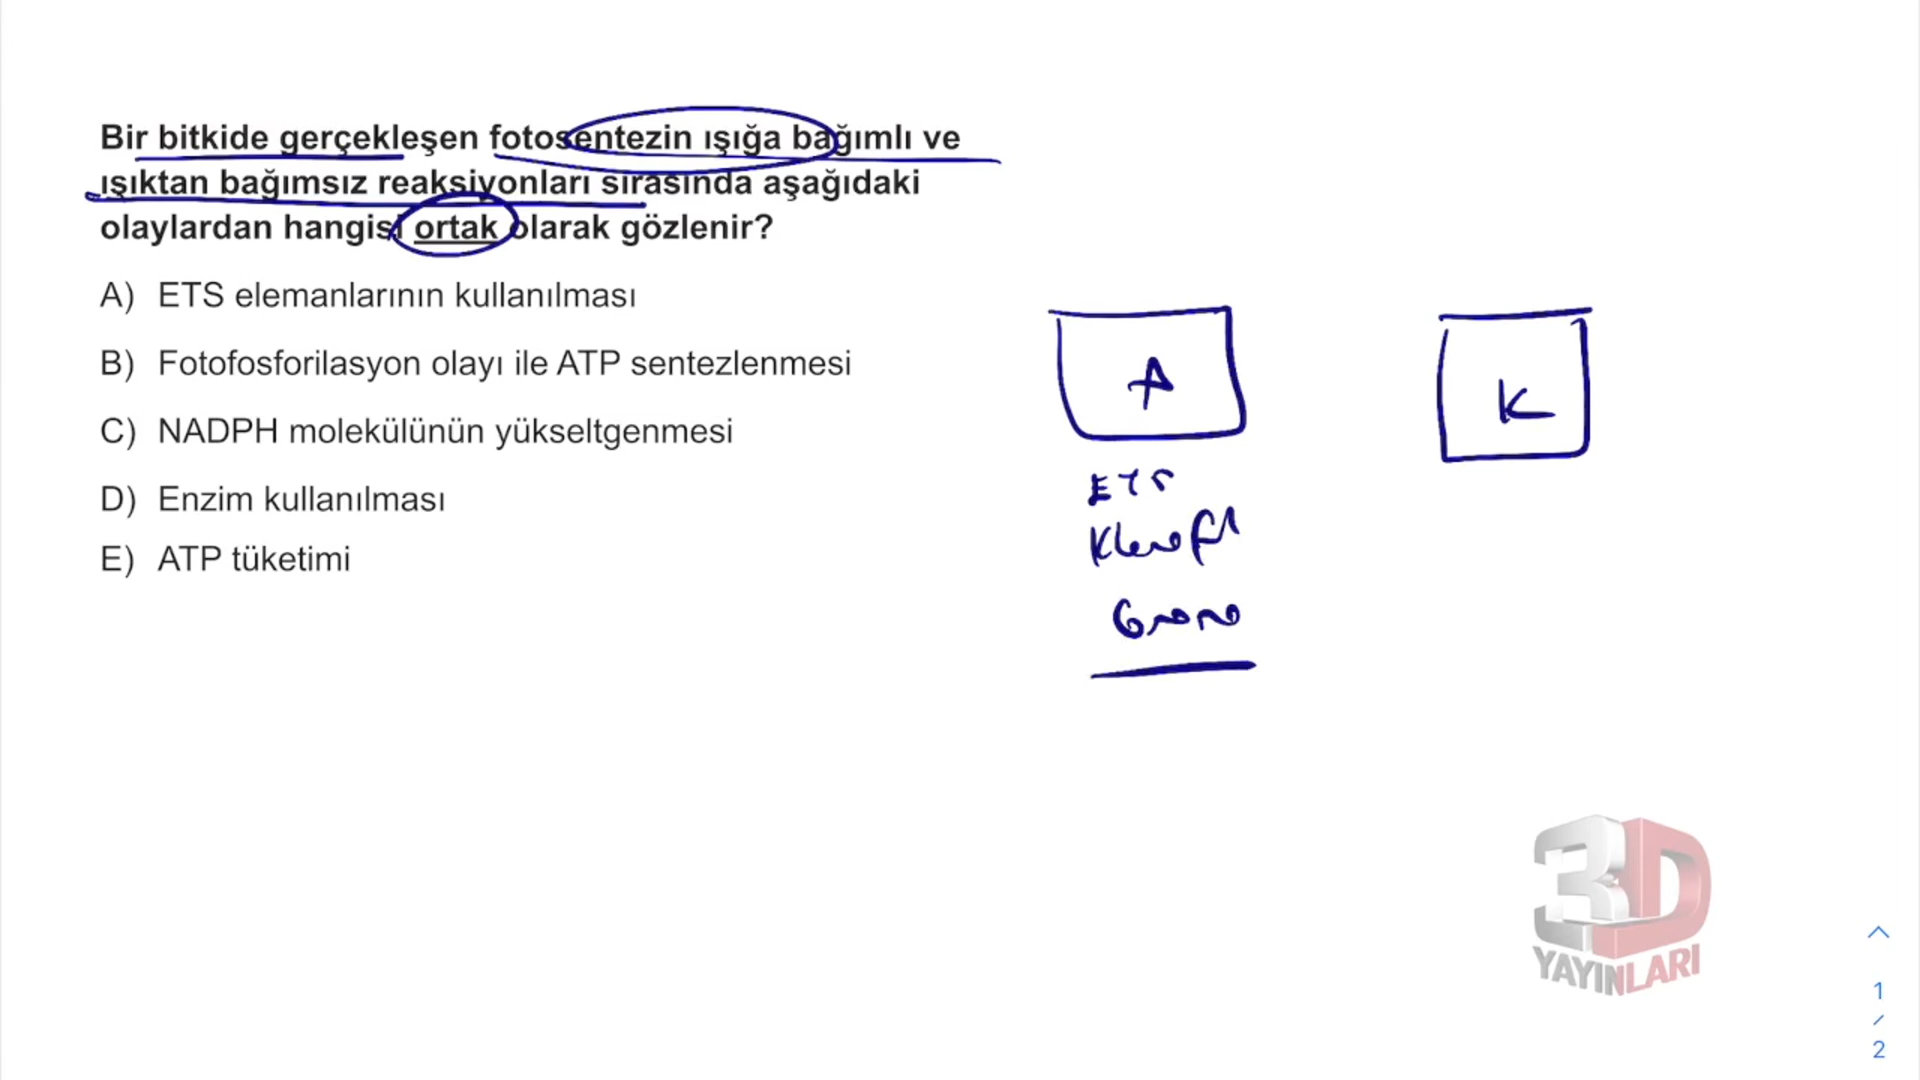 Bir bitkide gerçekleşen fotosentezin ışığa bağımlı ve
ışıktan bağımsız reaksiyonları sırasında aşağıdaki
olaylardan hangisi ortak olarak gözlenir?
A) ETS elemanlarının kullanılması
B) Fotofosforilasyon olayı ile ATP sentezlenmesi
C) NADPH molekülünün yükseltgenmesi
D) Enzim kullanılması
E) ATP tüketimi
A
K
ETS
Klorofil
Grana
3D
YAYINLARI
1
/
2